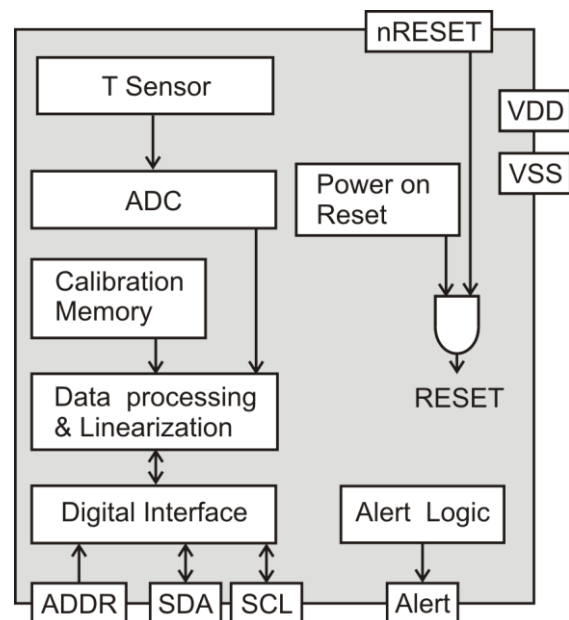 nRESET
T Sensor
VDD
VSS
ADC
Power on
Reset
Calibration
Memory
Data processing
& Linearization
RESET
Digital Interface
Alert Logic
ADDR
SDA
SCL
Alert